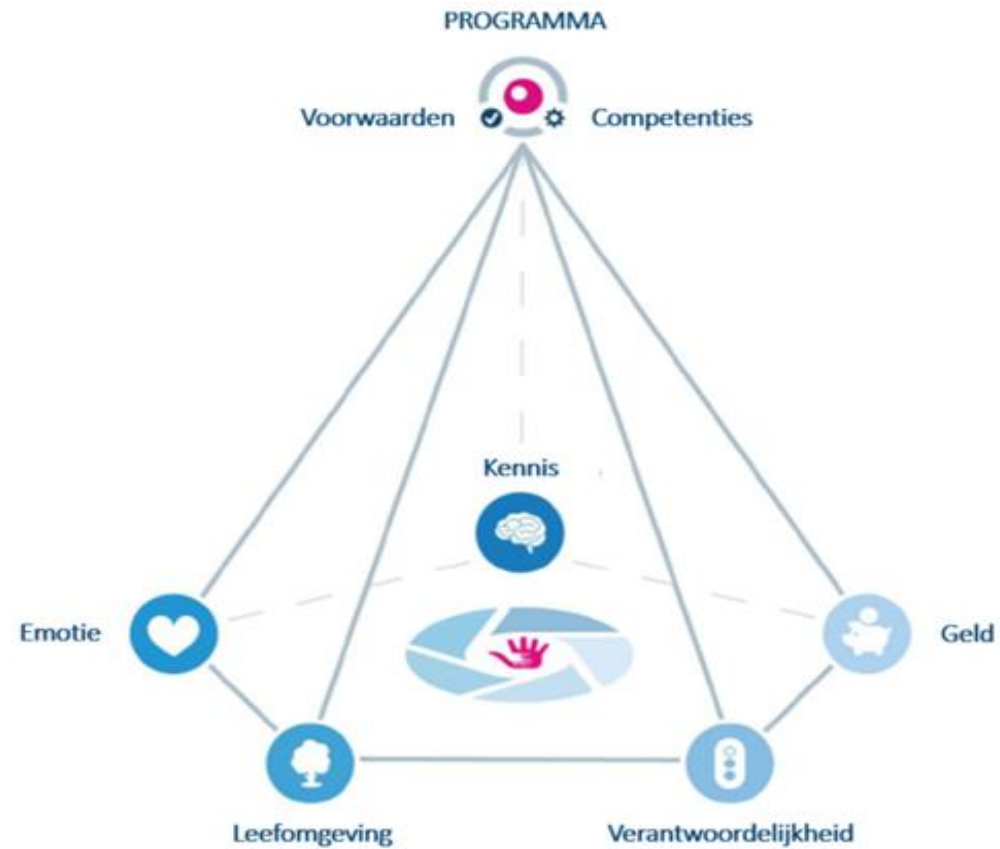 PROGRAMMA
Voorwaarden Competenties
Kennis
Emotie Geld
Leefomgeving Verantwoordelijkheid